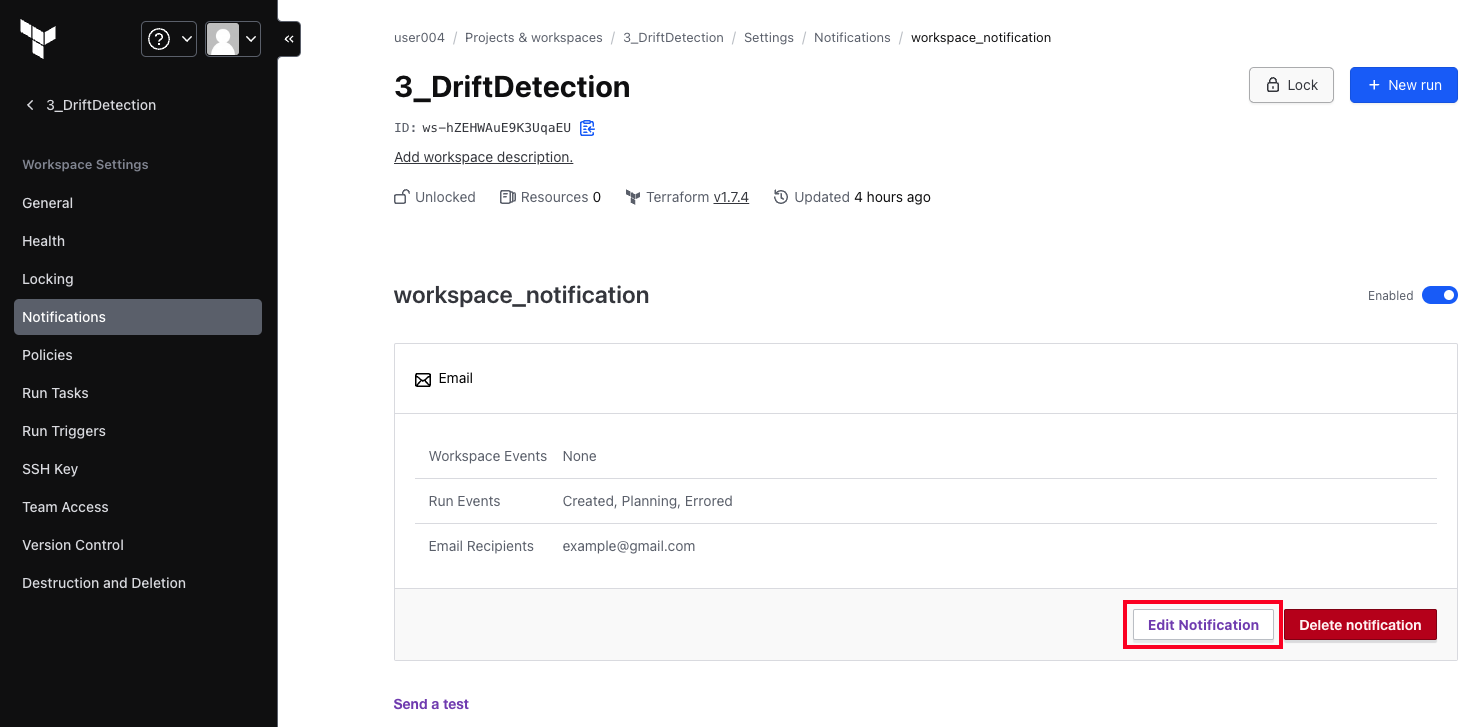 user004 / Projects & workspaces / 3_DriftDetection / Settings / Notifications / workspace_notification
3_DriftDetection
Lock
+ New run
ID: ws-hZEHWAuE9K3UqaEU
Add workspace description.
Unlocked Resources 0 Terraform v1.7.4 Updated 4 hours ago
3_DriftDetection
Workspace Settings
General
Health
Locking
Notifications
Policies
Run Tasks
Run Triggers
SSH Key
Team Access
Version Control
Destruction and Deletion
workspace_notification
Enabled
Email
Workspace Events None
Run Events Created, Planning, Errored
Email Recipients example@gmail.com
Edit Notification
Delete notification
Send a test